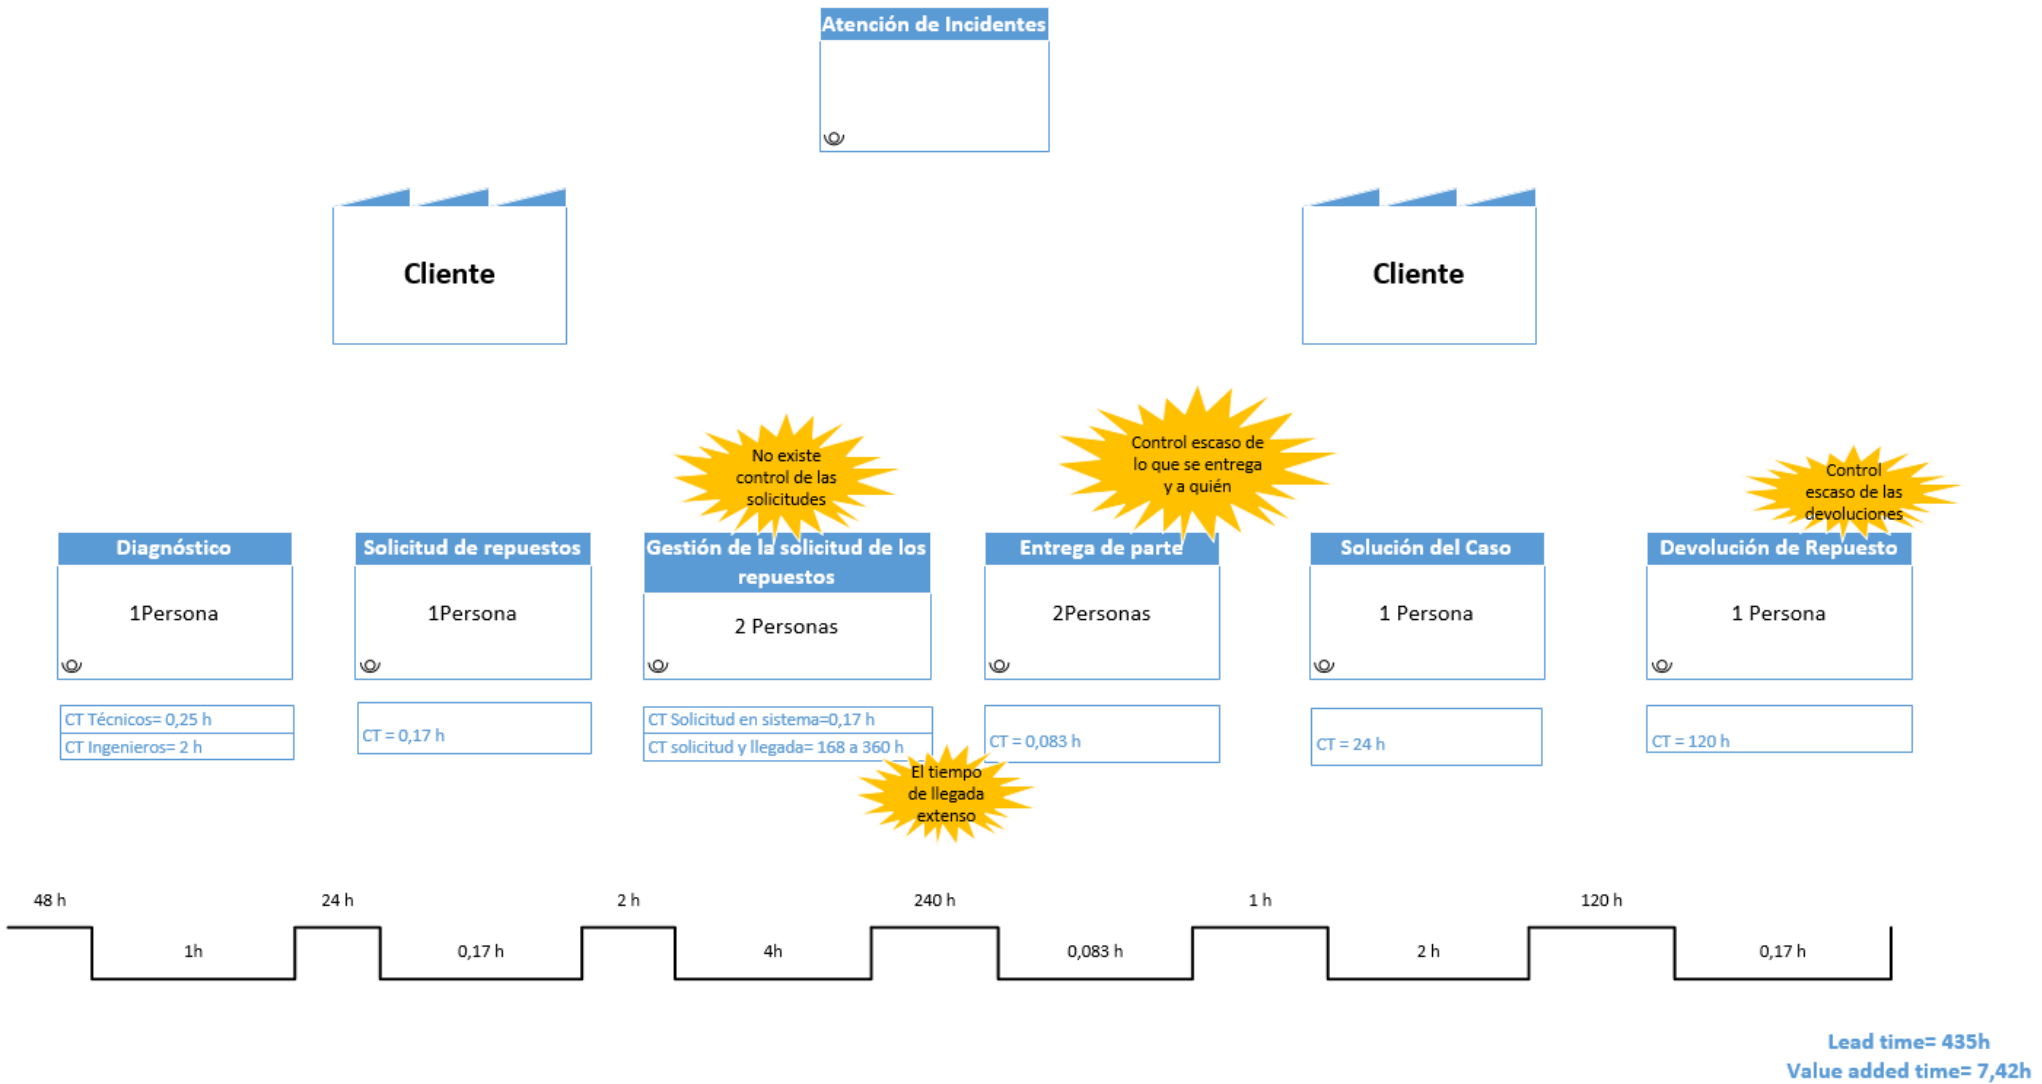 Atención de Incidentes
Cliente
Cliente
No existe
control de las
solicitudes
Control escaso de
lo que se entrega
y a quién
Control
escaso de las
devoluciones
Diagnóstico
1Persona
Solicitud de repuestos
1Persona
Gestión de la solicitud de los
repuestos
2 Personas
Entrega de parte
2Personas
Solución del Caso
1 Persona
Devolución de Repuesto
1 Persona
CT Técnicos= 0,25 h
CT Ingenieros= 2 h
CT = 0,17 h
CT Solicitud en sistema=0,17 h
CT solicitud y llegada= 168 a 360 h
CT = 0,083 h
CT = 24 h
CT = 120 h
El tiempo
de llegada
extenso
48 h
24 h
2 h
240 h
1 h
120 h
1h
0,17 h
4h
0,083 h
2 h
0,17 h
Lead time= 435h
Value added time= 7,42h